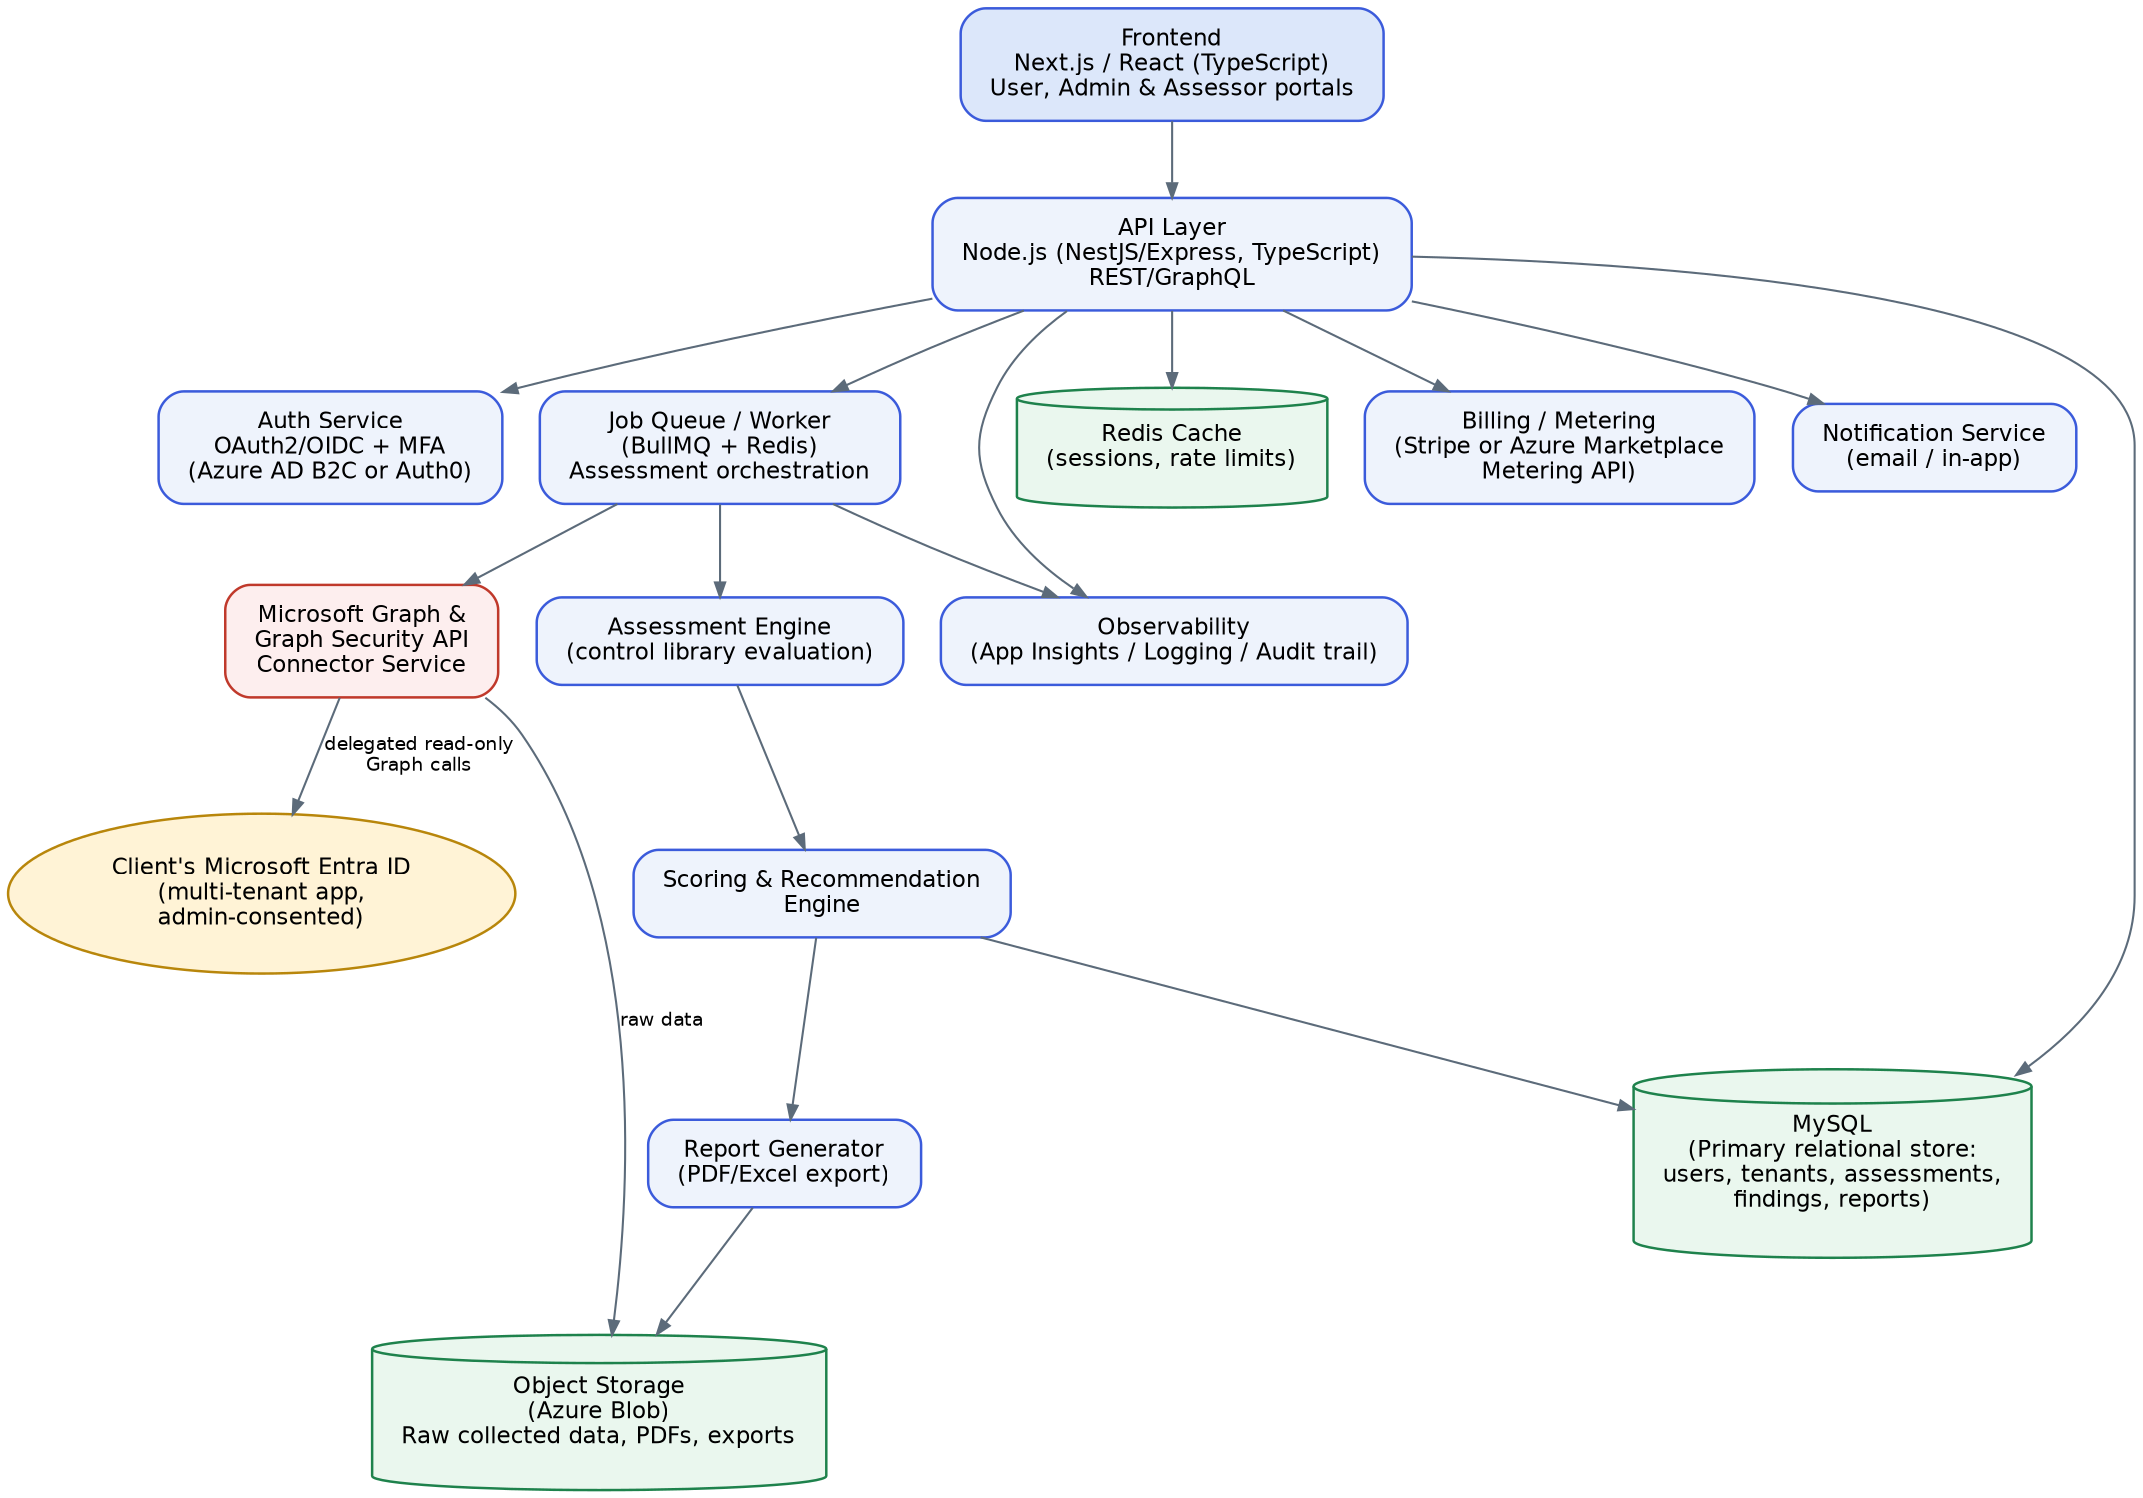 Frontend
Next.js / React (TypeScript)
User, Admin & Assessor portals
API Layer
Node.js (NestJS/Express, TypeScript)
REST/GraphQL
Auth Service
OAuth2/OIDC + MFA
(Azure AD B2C or Auth0)
Job Queue / Worker
(BullMQ + Redis)
Assessment orchestration
Redis Cache
(sessions, rate limits)
Billing / Metering
(Stripe or Azure Marketplace
Metering API)
Notification Service
(email / in-app)
Microsoft Graph &
Graph Security API
Connector Service
Assessment Engine
(control library evaluation)
Observability
(App Insights / Logging / Audit trail)
delegated read-only
Graph calls
Client's Microsoft Entra ID
(multi-tenant app,
admin-consented)
Scoring & Recommendation
Engine
raw data
Report Generator
(PDF/Excel export)
MySQL
(Primary relational store:
users, tenants, assessments,
findings, reports)
Object Storage
(Azure Blob)
Raw collected data, PDFs, exports